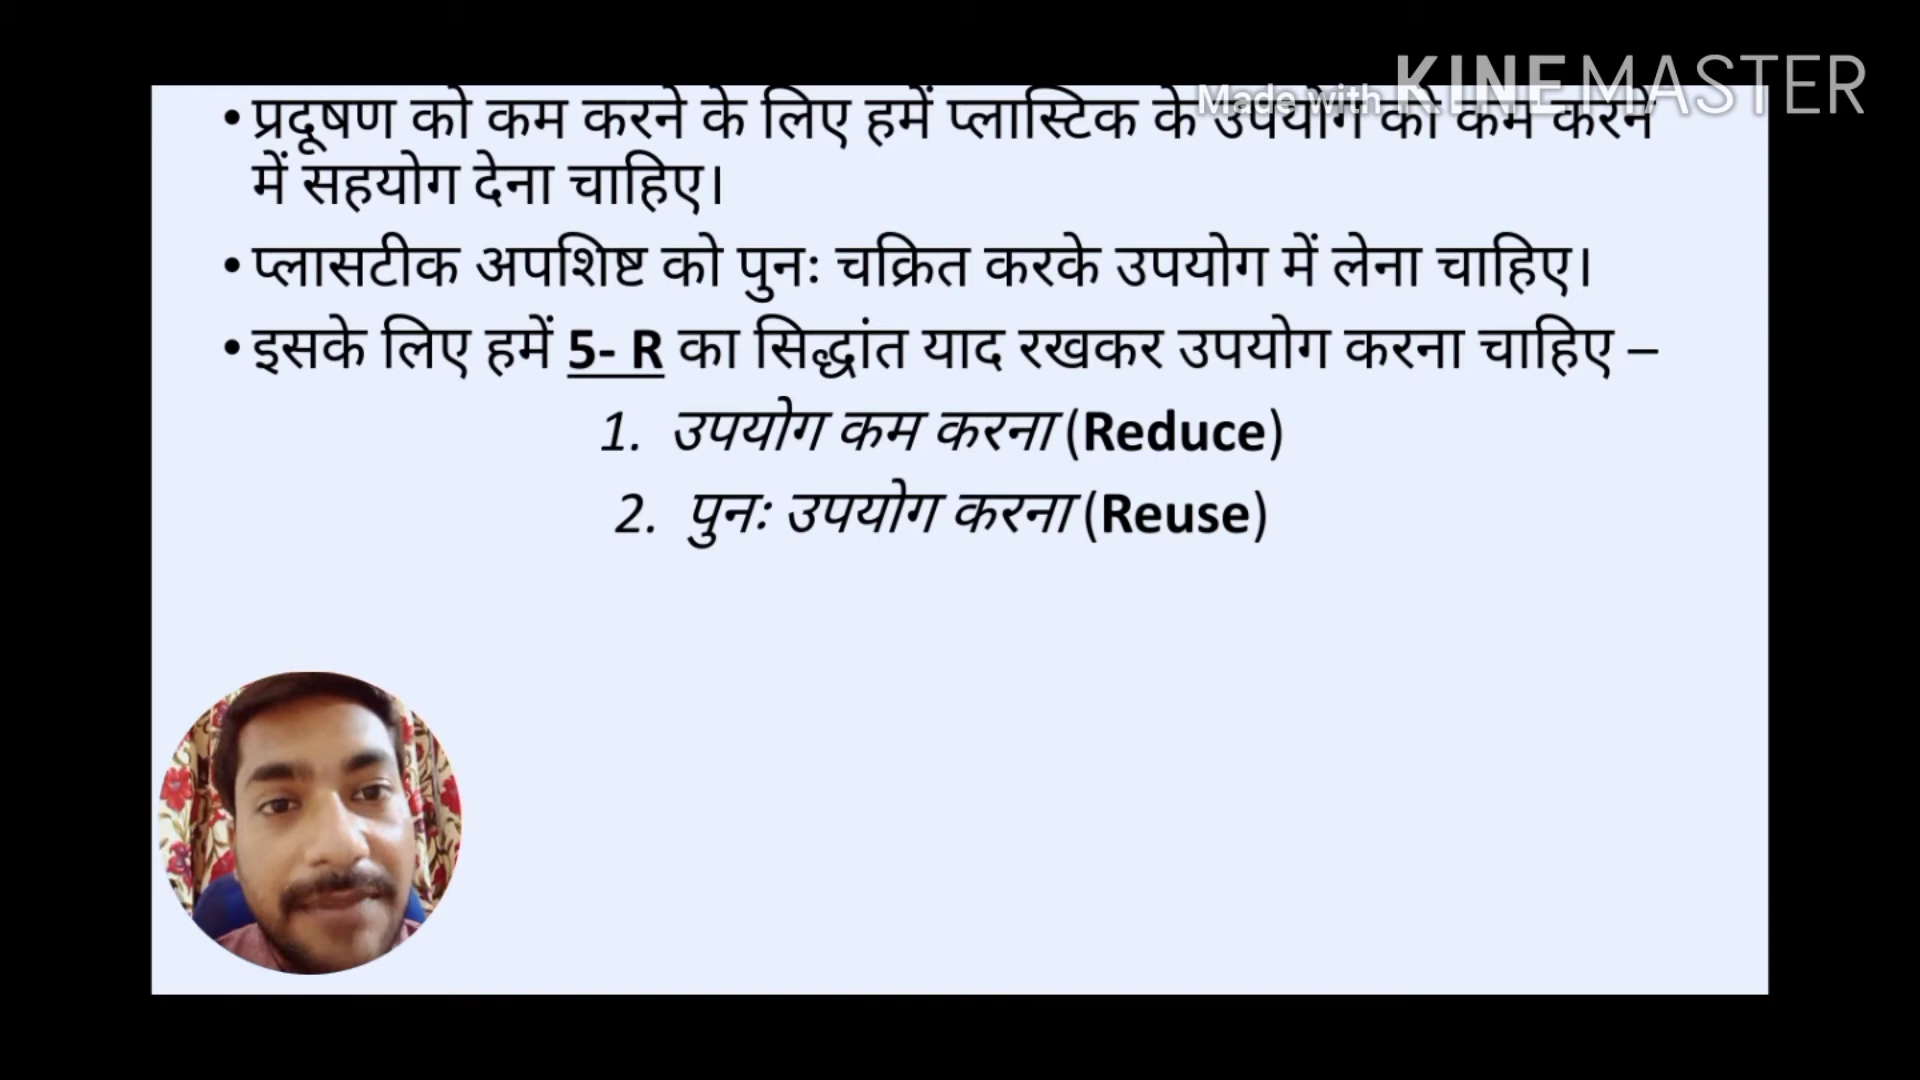 Made with KINEMASTER
• प्रदूषण को कम करने के लिए हमें प्लास्टिक के उपयोग को कम करने
में सहयोग देना चाहिए।
• प्लासटीक अपशिष्ट को पुनः चक्रित करके उपयोग में लेना चाहिए।
• इसके लिए हमें 5- R का सिद्धांत याद रखकर उपयोग करना चाहिए –
1. उपयोग कम करना (Reduce)
2. पुनः उपयोग करना (Reuse)